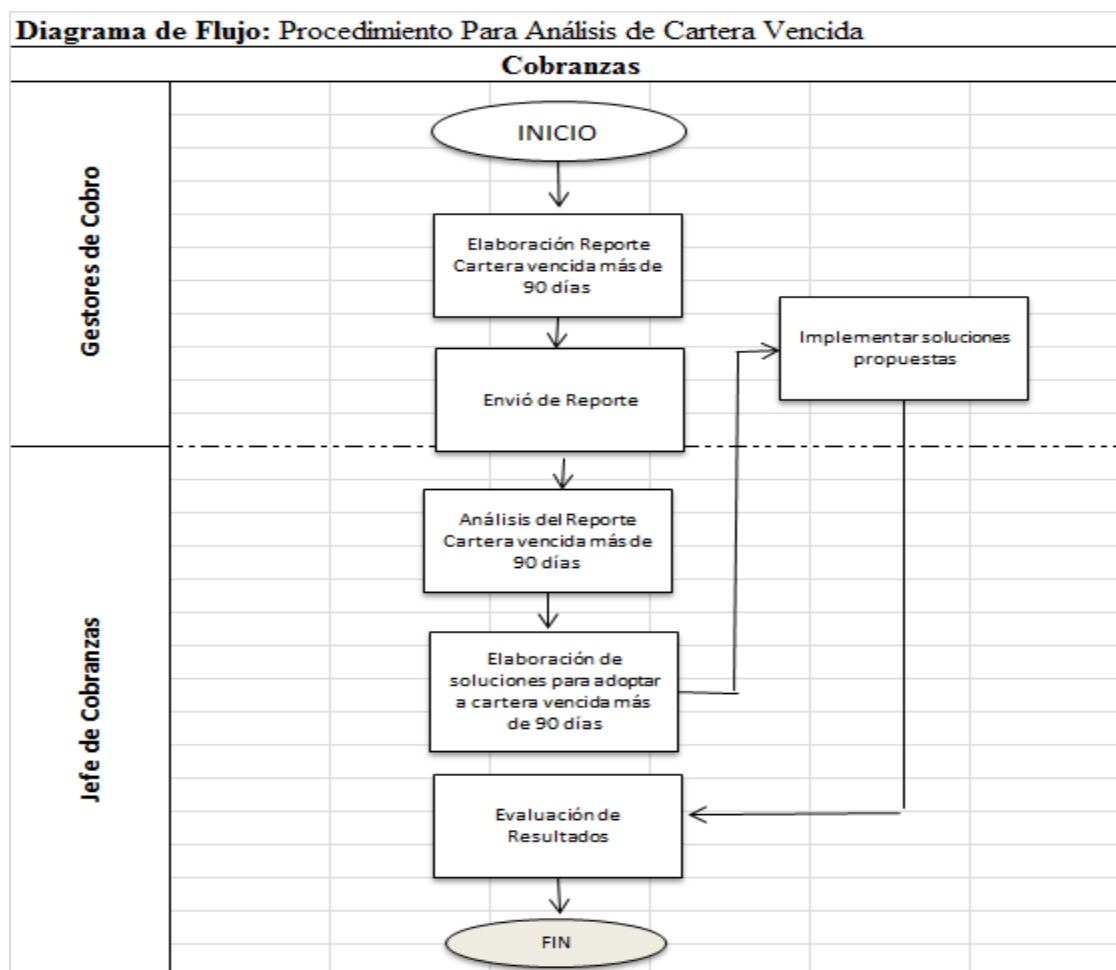 Diagrama de Flujo: Procedimiento Para Análisis de Cartera Vencida
Cobranzas
Gestores de Cobro
INICIO
Elaboración Reporte
Cartera vencida más de
90 días
Envió de Reporte
Implementar soluciones
propuestas
Jefe de Cobranzas
Análisis del Reporte
Cartera vencida más de
90 días
Elaboración de
soluciones para adoptar
a cartera vencida más
de 90 días
Evaluación de
Resultados
FIN